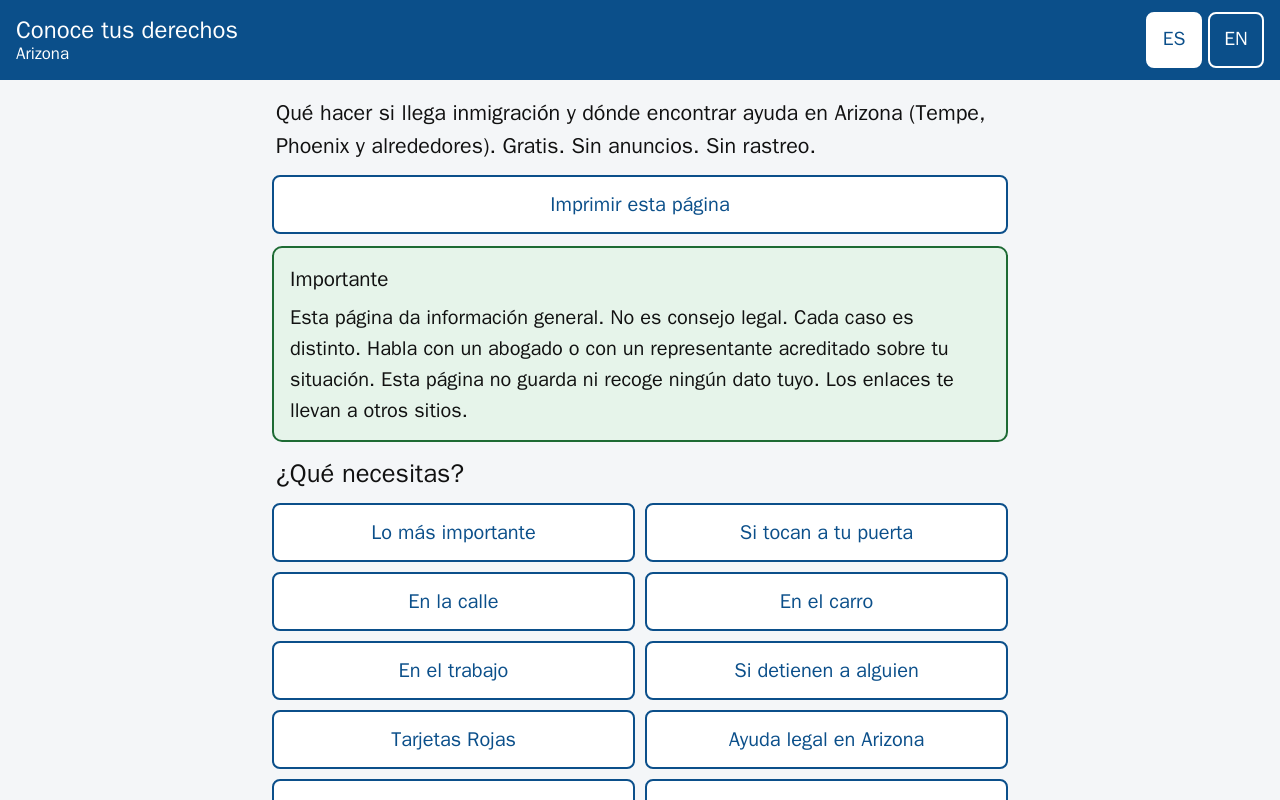 Conoce tus derechos
Arizona
ES
EN
Qué hacer si llega inmigración y dónde encontrar ayuda en Arizona (Tempe,
Phoenix y alrededores). Gratis. Sin anuncios. Sin rastreo.
Imprimir esta página
Importante
Esta página da información general. No es consejo legal. Cada caso es
distinto. Habla con un abogado o con un representante acreditado sobre tu
situación. Esta página no guarda ni recoge ningún dato tuyo. Los enlaces te
llevan a otros sitios.
¿Qué necesitas?
Lo más importante
Si tocan a tu puerta
En la calle
En el carro
En el trabajo
Si detienen a alguien
Tarjetas Rojas
Ayuda legal en Arizona